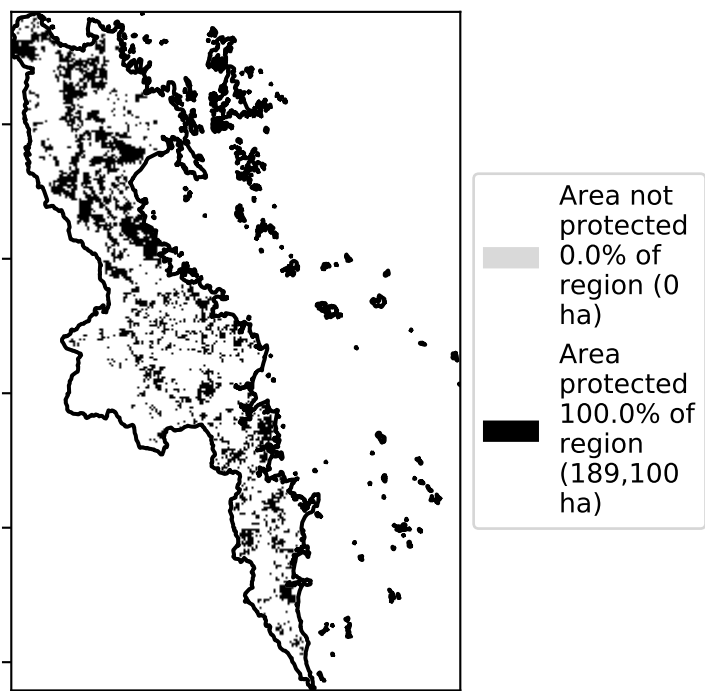 Area not
protected
0.0% of
region (0
ha)
Area
protected
100.0% of
region
(189,100
ha)